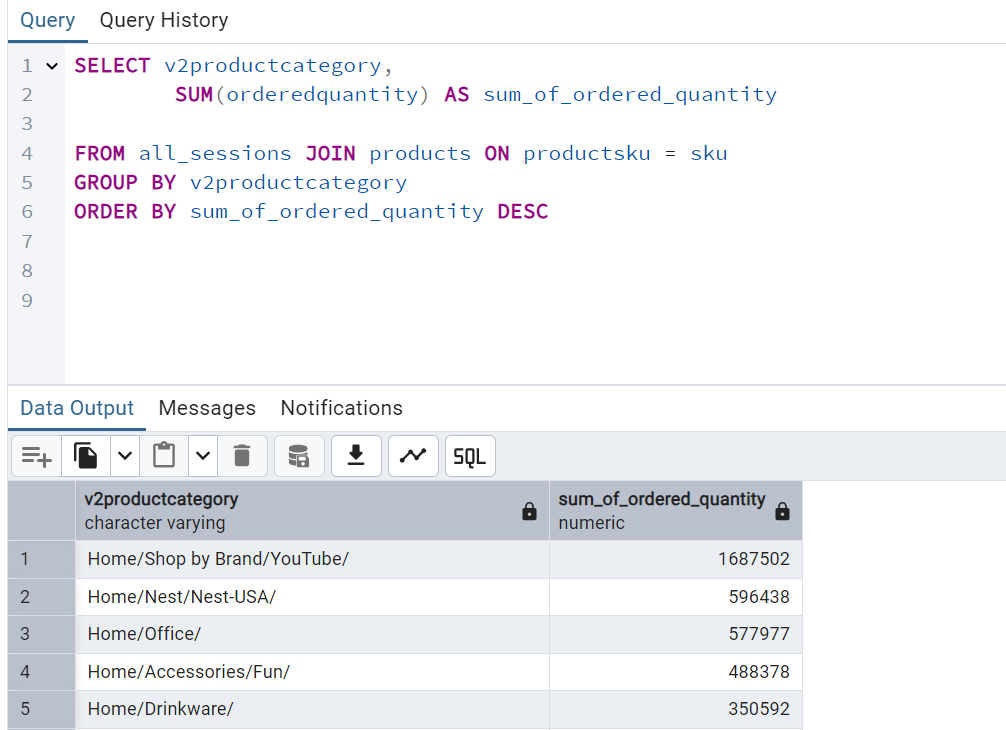 Query Query History
1 SELECT v2productcategory,
2 SUM(orderedquantity) AS sum_of_ordered_quantity
3
4 FROM all_sessions JOIN products ON productsku = sku
5 GROUP BY v2productcategory
6 ORDER BY sum_of_ordered_quantity DESC
7
8
9
Data Output Messages Notifications
SQL
v2productcategory sum_of_ordered_quantity
character varying numeric
1 Home/Shop by Brand/YouTube/ 1687502
2 Home/Nest/Nest-USA/ 596438
3 Home/Office/ 577977
4 Home/Accessories/Fun/ 488378
5 Home/Drinkware/ 350592